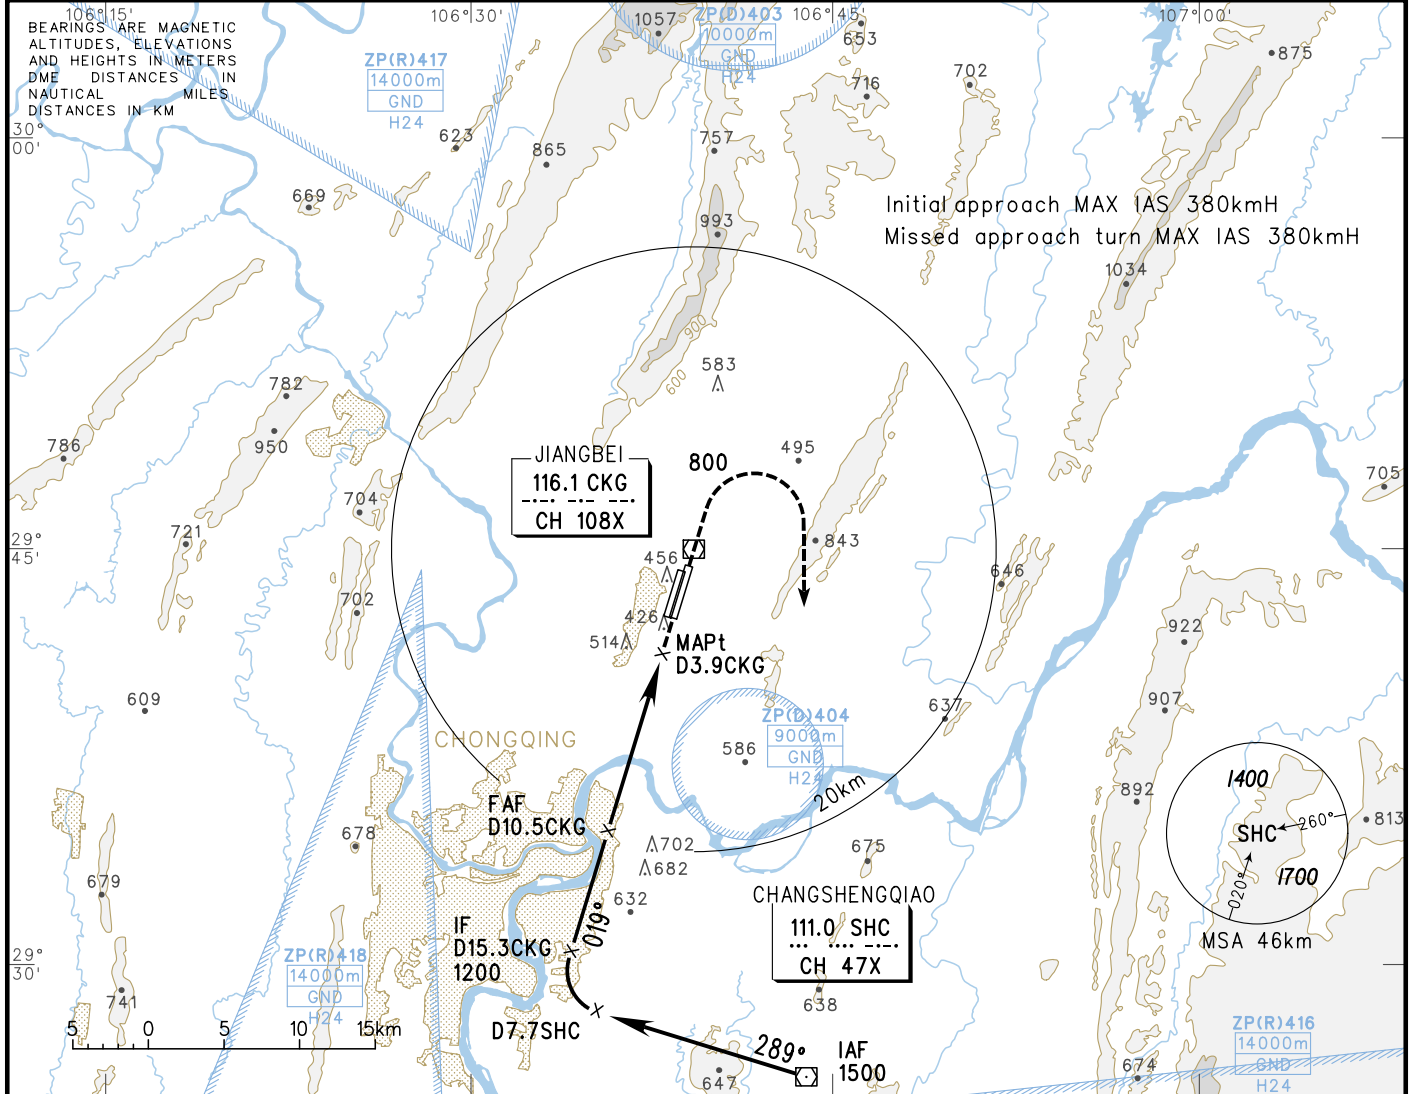 106°15'
106°30'
106°45'
107°00'
BEARINGS ARE MAGNETIC
ALTITUDES, ELEVATIONS
AND HEIGHTS IN METERS
DME DISTANCES IN
NAUTICAL MILES
DISTANCES IN KM
ZP(R)417
14000m
GND
H24
1057
ZP(D)403
10000m
GND
H24
653
875
716
702
30°
00'
623
865
757
669
993
Initial approach MAX IAS 380kmH
Missed approach turn MAX IAS 380kmH
1034
900
600
583
782
950
786
JIANGBEI
116.1 CKG
CH 108X
800
495
705
704
721
29°
45'
843
456
646
702
426
514
MAPt
D3.9CKG
922
609
637
907
ZP(D)404
9000m
GND
H24
586
CHONGQING
20km
892
1400
SHC
260°
020°
1700
MSA 46km
813
FAF
D10.5CKG
678
702
682
675
679
632
019°
CHANGSHENGQIAO
111.0 SHC
CH 47X
IF
D15.3CKG
1200
29°
30'
ZP(R)418
14000m
GND
H24
741
638
D7.7SHC
5 0 5 10 15km
289°
IAF
1500
647
674
ZP(R)416
14000m
GND
H24